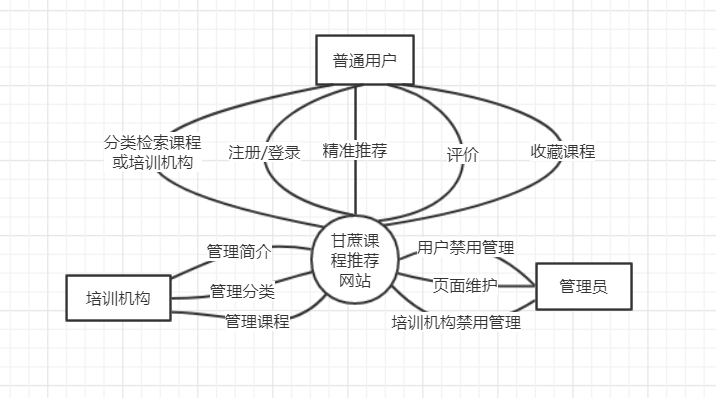 普通用户
分类检索课程
或培训机构
注册/登录
精准推荐
评价
收藏课程
甘蔗课
程推荐
网站
管理简介
培训机构
管理分类
管理课程
用户禁用管理
页面维护
管理员
培训机构禁用管理